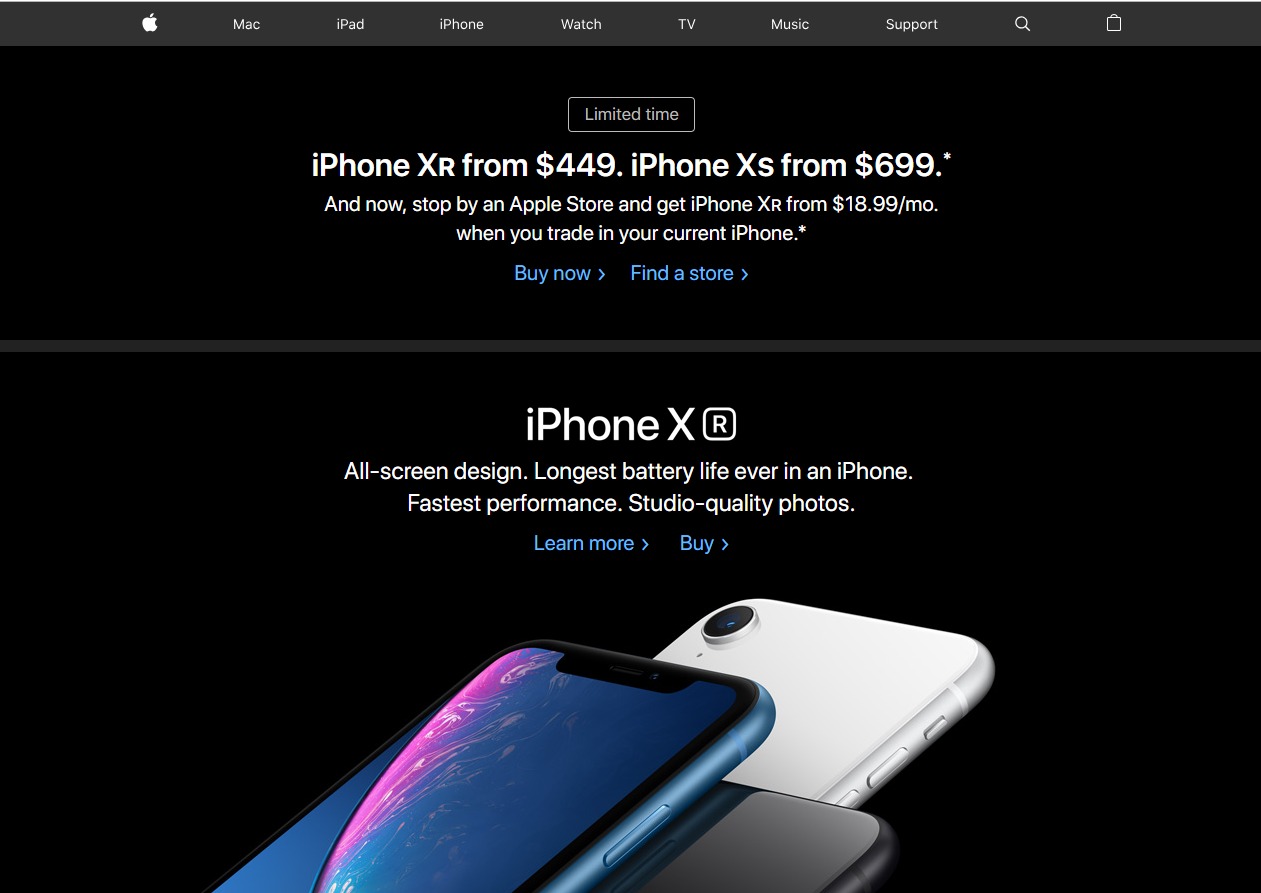 Mac iPad iPhone Watch TV Music Support
Limited time
iPhone XR from $449. iPhone XS from $699.*
And now, stop by an Apple Store and get iPhone XR from $18.99/mo.
when you trade in your current iPhone.*
Buy now > Find a store >
iPhone X R
All-screen design. Longest battery life ever in an iPhone.
Fastest performance. Studio-quality photos.
Learn more > Buy >